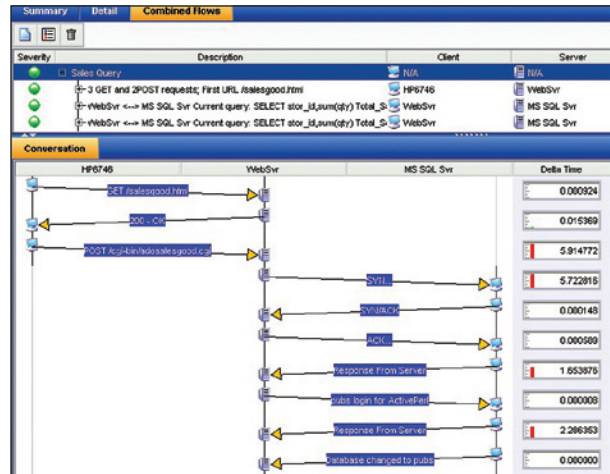 Summary Detail Combined Flows
Severity Description Client Server
Sales Query N/A N/A
3 GET and 2POST requests; First URL /salesgood.html HP6746 WebSvr
WebSvr <--> MS SQL Svr Current query: SELECT stor_id,sum(qty) Total_S WebSvr MS SQL Svr
WebSvr <--> MS SQL Svr Current query: SELECT stor_id,sum(qty) Total_S WebSvr MS SQL Svr
Conversation
HP6746 WebSvr MS SQL Svr Delta Time
GET /salesgood.htm 0.000924
200 - OK 0.015369
POST /cgi-bin/adosalesgood.cgi 5.914772
SYN... 5.722816
SYN/ACK 0.000148
ACK... 0.000589
Response From Server 1.653876
pubs login for ActivePerl 0.000008
Response From Server 2.286353
Database changed to pubs 0.000000